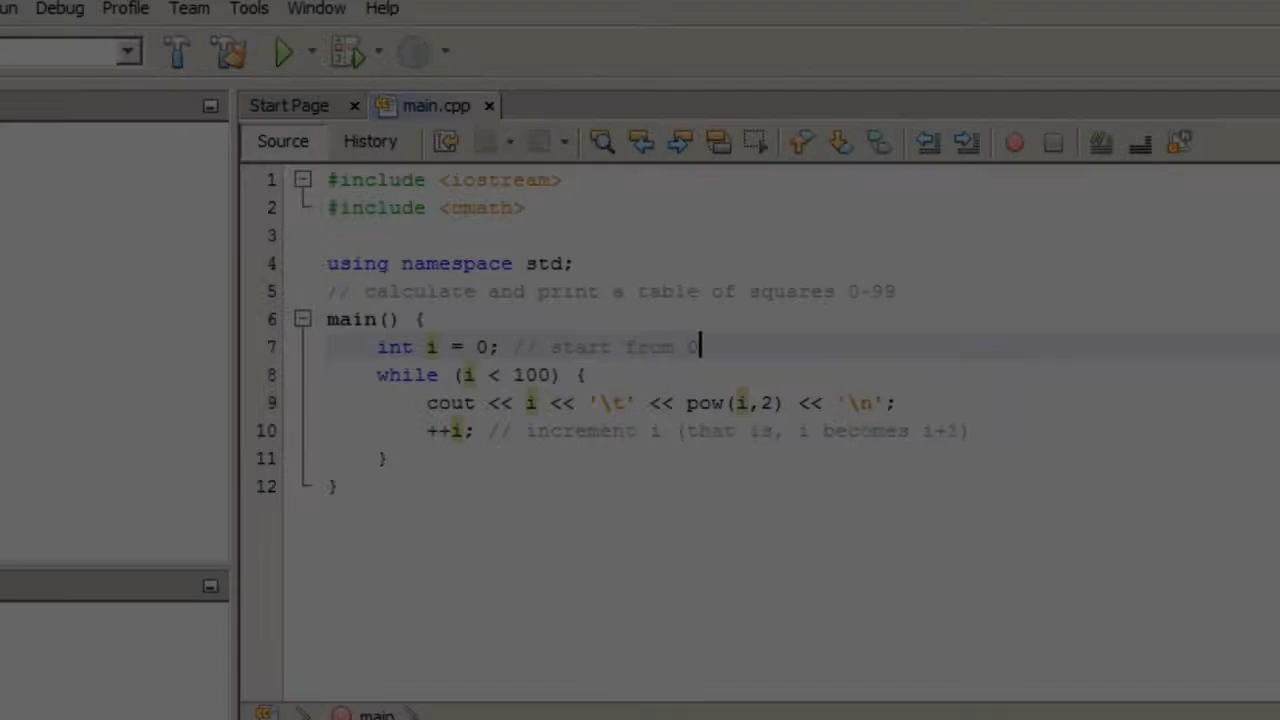 un Debug Profile Team Tools Window Help
Start Page main.cpp
Source History
1 #include <iostream>
2 #include <cmath>
3
4 using namespace std;
5 // calculate and print a table of squares 0-99
6 main() {
7 int i = 0; // start from 0
8 while (i < 100) {
9 cout << i << '\t' << pow(i,2) << '\n';
10 ++i; // increment i (that is, i becomes i+1)
11 }
12 }
main